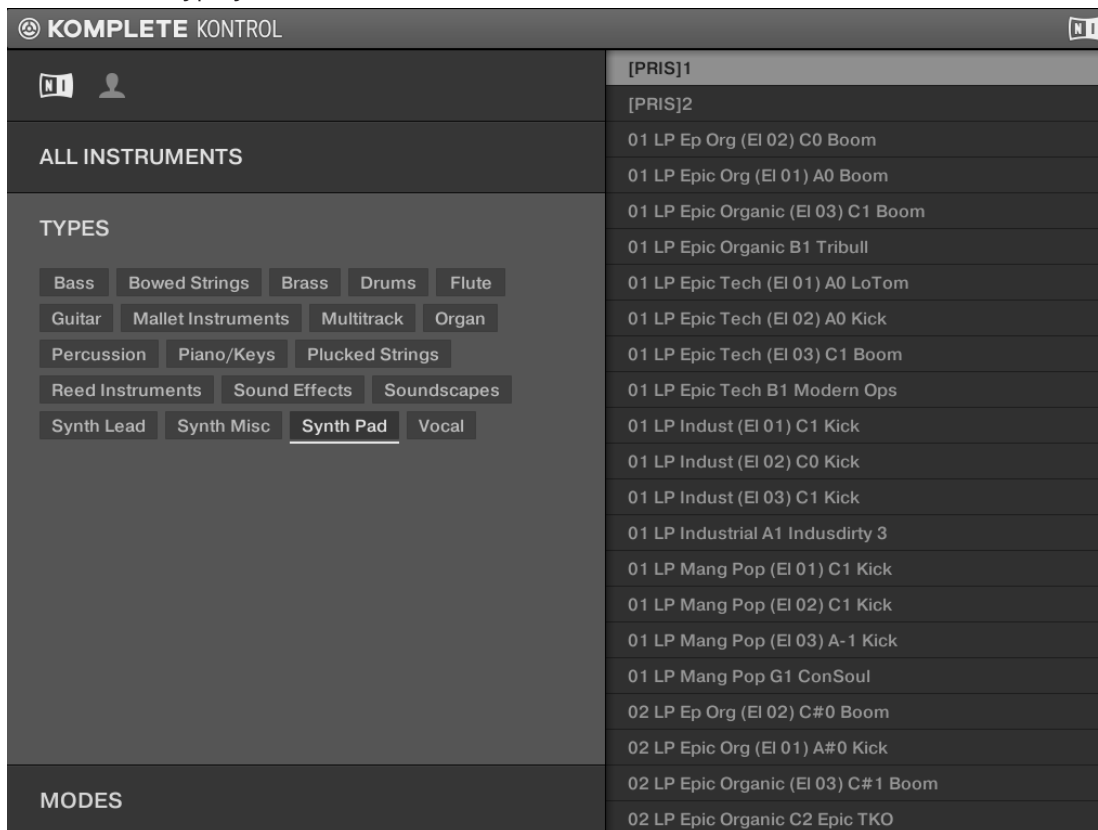 KOMPLETE KONTROL
NI
NI
ALL INSTRUMENTS
TYPES
Bass Bowed Strings Brass Drums Flute
Guitar Mallet Instruments Multitrack Organ
Percussion Piano/Keys Plucked Strings
Reed Instruments Sound Effects Soundscapes
Synth Lead Synth Misc Synth Pad Vocal
MODES
[PRIS]1
[PRIS]2
01 LP Ep Org (El 02) C0 Boom
01 LP Epic Org (El 01) A0 Boom
01 LP Epic Organic (El 03) C1 Boom
01 LP Epic Organic B1 Tribull
01 LP Epic Tech (El 01) A0 LoTom
01 LP Epic Tech (El 02) A0 Kick
01 LP Epic Tech (El 03) C1 Boom
01 LP Epic Tech B1 Modern Ops
01 LP Indust (El 01) C1 Kick
01 LP Indust (El 02) C0 Kick
01 LP Indust (El 03) C1 Kick
01 LP Industrial A1 Indusdirty 3
01 LP Mang Pop (El 01) C1 Kick
01 LP Mang Pop (El 02) C1 Kick
01 LP Mang Pop (El 03) A-1 Kick
01 LP Mang Pop G1 ConSoul
02 LP Ep Org (El 02) C#0 Boom
02 LP Epic Org (El 01) A#0 Kick
02 LP Epic Organic (El 03) C#1 Boom
02 LP Epic Organic C2 Epic TKO